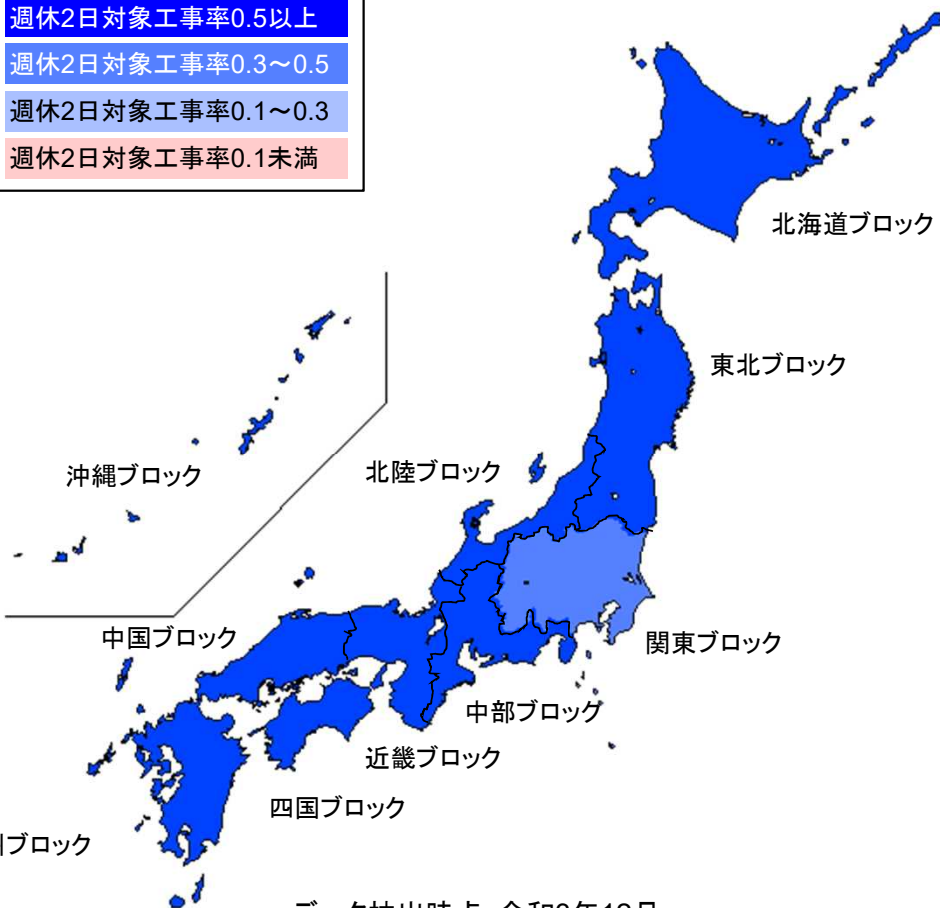 週休2日対象工事率0.5以上
週休2日対象工事率0.3～0.5
週休2日対象工事率0.1～0.3
週休2日対象工事率0.1未満
北海道ブロック
東北ブロック
沖縄ブロック
北陸ブロック
中国ブロック
関東ブロック
中部ブロック
近畿ブロック
四国ブロック
ブロック